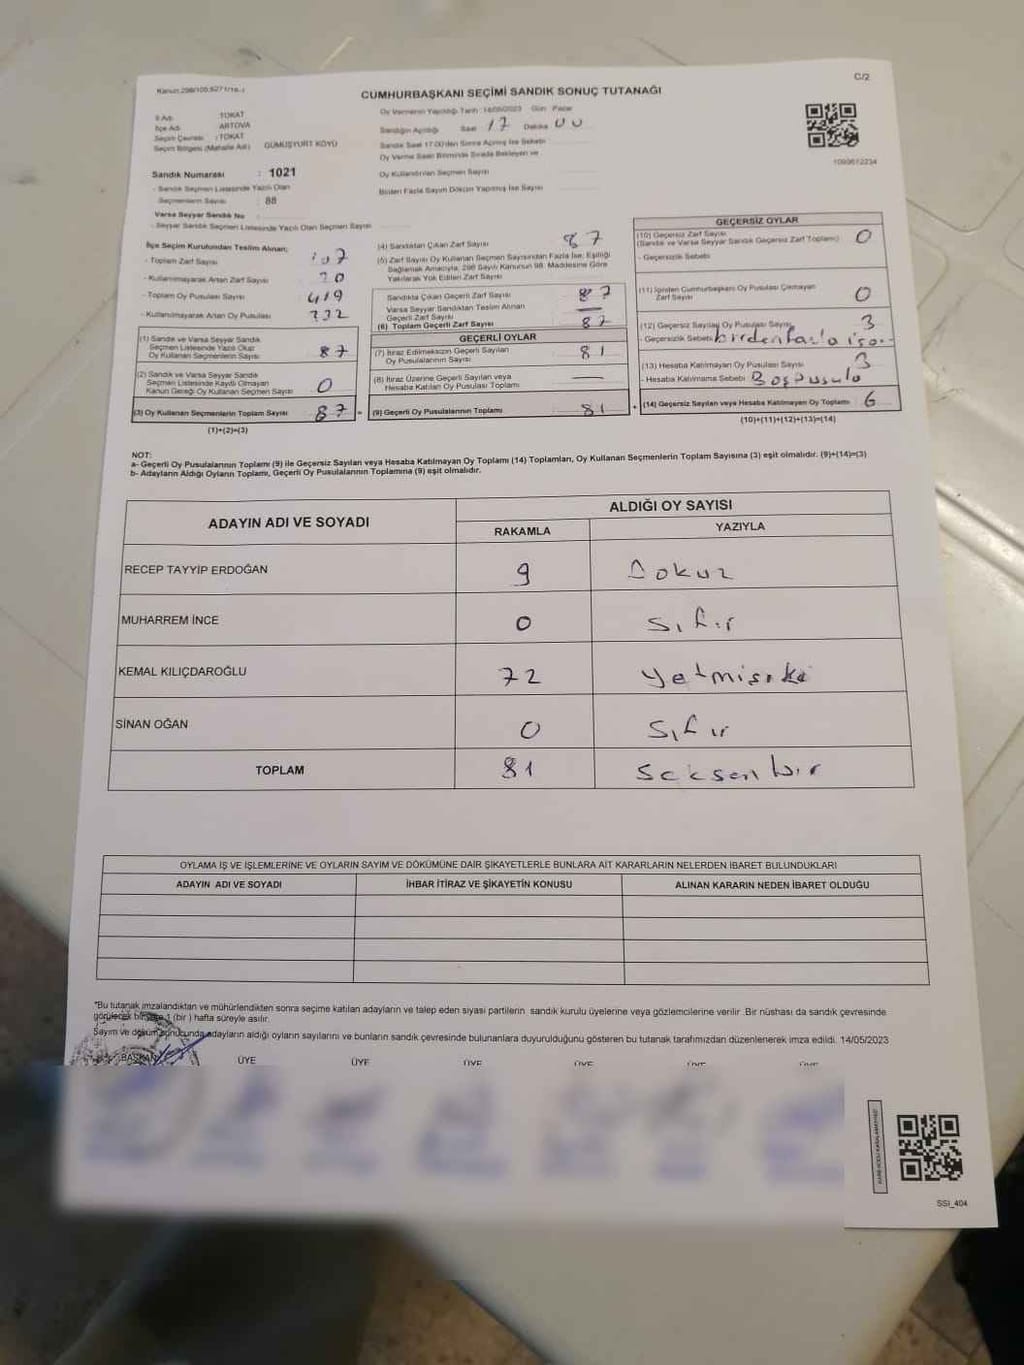 C/2
CUMHURBAŞKANI SEÇİMİ SANDIK SONUÇ TUTANAĞI
Oy Vermenin Yapıldığı Tarih :14/05/2023 Gün :Pazar
İl Adı : TOKAT
İlçe Adı : ARTOVA
Seçim Çevresi : TOKAT
Seçim Bölgesi (Mahalle Adı) : GÜMÜŞYURT KÖYÜ
Sandığın Açıldığı Saat 17 Dakika 00
Sandık Saat 17.00'den Sonra Açılmış İse Sebebi
Oy Verme Saati Bitiminde Sırada Bekleyen ve
Oy Kullandırılan Seçmen Sayısı
Birden Fazla Sayım Döküm Yapılmış İse Sayısı
1090612234
Sandık Numarası : 1021
- Sandık Seçmen Listesinde Yazılı Olan
Seçmenlerin Sayısı : 88
Varsa Seyyar Sandık No :
- Seyyar Sandık Seçmen Listesinde Yazılı Olan Seçmen Sayısı
İlçe Seçim Kurulundan Teslim Alınan;
- Toplam Zarf Sayısı
- Kullanılmayarak Artan Zarf Sayısı 20
- Toplam Oy Pusulası Sayısı 419
- Kullanılmayarak Artan Oy Pusulası 332
(1) Sandık ve Varsa Seyyar Sandık
Seçmen Listesinde Yazılı Olup
Oy Kullanan Seçmenlerin Sayısı 87
(2) Sandık ve Varsa Seyyar Sandık
Seçmen Listesinde Kayıtlı Olmayan
Kanun Gereği Oy Kullanan Seçmen Sayısı 0
(3) Oy Kullanan Seçmenlerin Toplam Sayısı 87
(1)+(2)=(3)
(4) Sandıktan Çıkan Zarf Sayısı 87
(5) Zarf Sayısı Oy Kullanan Seçmen Sayısından Fazla İse, Eşitliği
Sağlamak Amacıyla, 298 Sayılı Kanunun 98. Maddesine Göre
Yakılarak Yok Edilen Zarf Sayısı
Sandıkta Çıkan Geçerli Zarf Sayısı 87
Varsa Seyyar Sandıktan Teslim Alınan
Geçerli Zarf Sayısı —
(6) Toplam Geçerli Zarf Sayısı 87
GEÇERLİ OYLAR
(7) İtiraz Edilmeksizin Geçerli Sayılan
Oy Pusulalarının Sayısı 81
(8) İtiraz Üzerine Geçerli Sayılan veya
Hesaba Katılan Oy Pusulası Toplamı —
(9) Geçerli Oy Pusulalarının Toplamı 81
GEÇERSİZ OYLAR
(10) Geçersiz Zarf Sayısı
(Sandık ve Varsa Seyyar Sandık Geçersiz Zarf Toplamı) 0
- Geçersizlik Sebebi
(11) İçinden Cumhurbaşkanı Oy Pusulası Çıkmayan
Zarf Sayısı 0
(12) Geçersiz Sayılan Oy Pusulası Sayısı 3
- Geçersizlik Sebebi birden fazla
(13) Hesaba Katılmayan Oy Pusulası Sayısı 3
- Hesaba Katılmama Sebebi Boş Pusula
(14) Geçersiz Sayılan veya Hesaba Katılmayan Oy Toplamı 6
(10)+(11)+(12)+(13)=(14)
NOT:
a- Geçerli Oy Pusulalarının Toplamı (9) ile Geçersiz Sayılan veya Hesaba Katılmayan Oy Toplamı (14) Toplamları, Oy Kullanan Seçmenlerin Toplam Sayısına (3) eşit olmalıdır. (9)+(14)=(3)
b- Adayların Aldığı Oyların Toplamı, Geçerli Oy Pusulalarının Toplamına (9) eşit olmalıdır.
ADAYIN ADI VE SOYADI
ALDIĞI OY SAYISI
RAKAMLA YAZIYLA
RECEP TAYYİP ERDOĞAN 9 Dokuz
MUHARREM İNCE 0 Sıfır
KEMAL KILIÇDAROĞLU 72 Yetmişiki
SİNAN OĞAN 0 Sıfır
TOPLAM 81 Seksen bir
OYLAMA İŞ VE İŞLEMLERİNE VE OYLARIN SAYIM VE DÖKÜMÜNE DAİR ŞİKAYETLERLE BUNLARA AİT KARARLARIN NELERDEN İBARET BULUNDUKLARI
ADAYIN ADI VE SOYADI İHBAR İTİRAZ VE ŞİKAYETİN KONUSU ALINAN KARARIN NEDEN İBARET OLDUĞU
*Bu tutanak imzalandıktan ve mühürlendikten sonra seçime katılan adayların ve talep eden siyasi partilerin sandık kurulu üyelerine veya gözlemcilerine verilir. Bir nüshası da sandık çevresinde
görülecek bir yere 1 (bir ) hafta süreyle asılır.
Sayım ve döküm sonucunda adayların aldığı oyların sayılarını ve bunların sandık çevresinde bulunanlara duyurulduğunu gösteren bu tutanak tarafımızdan düzenlenerek imza edildi. 14/05/2023
BAŞKAN ÜYE ÜYE ÜYE ÜYE ÜYE ÜYE
SSI_404